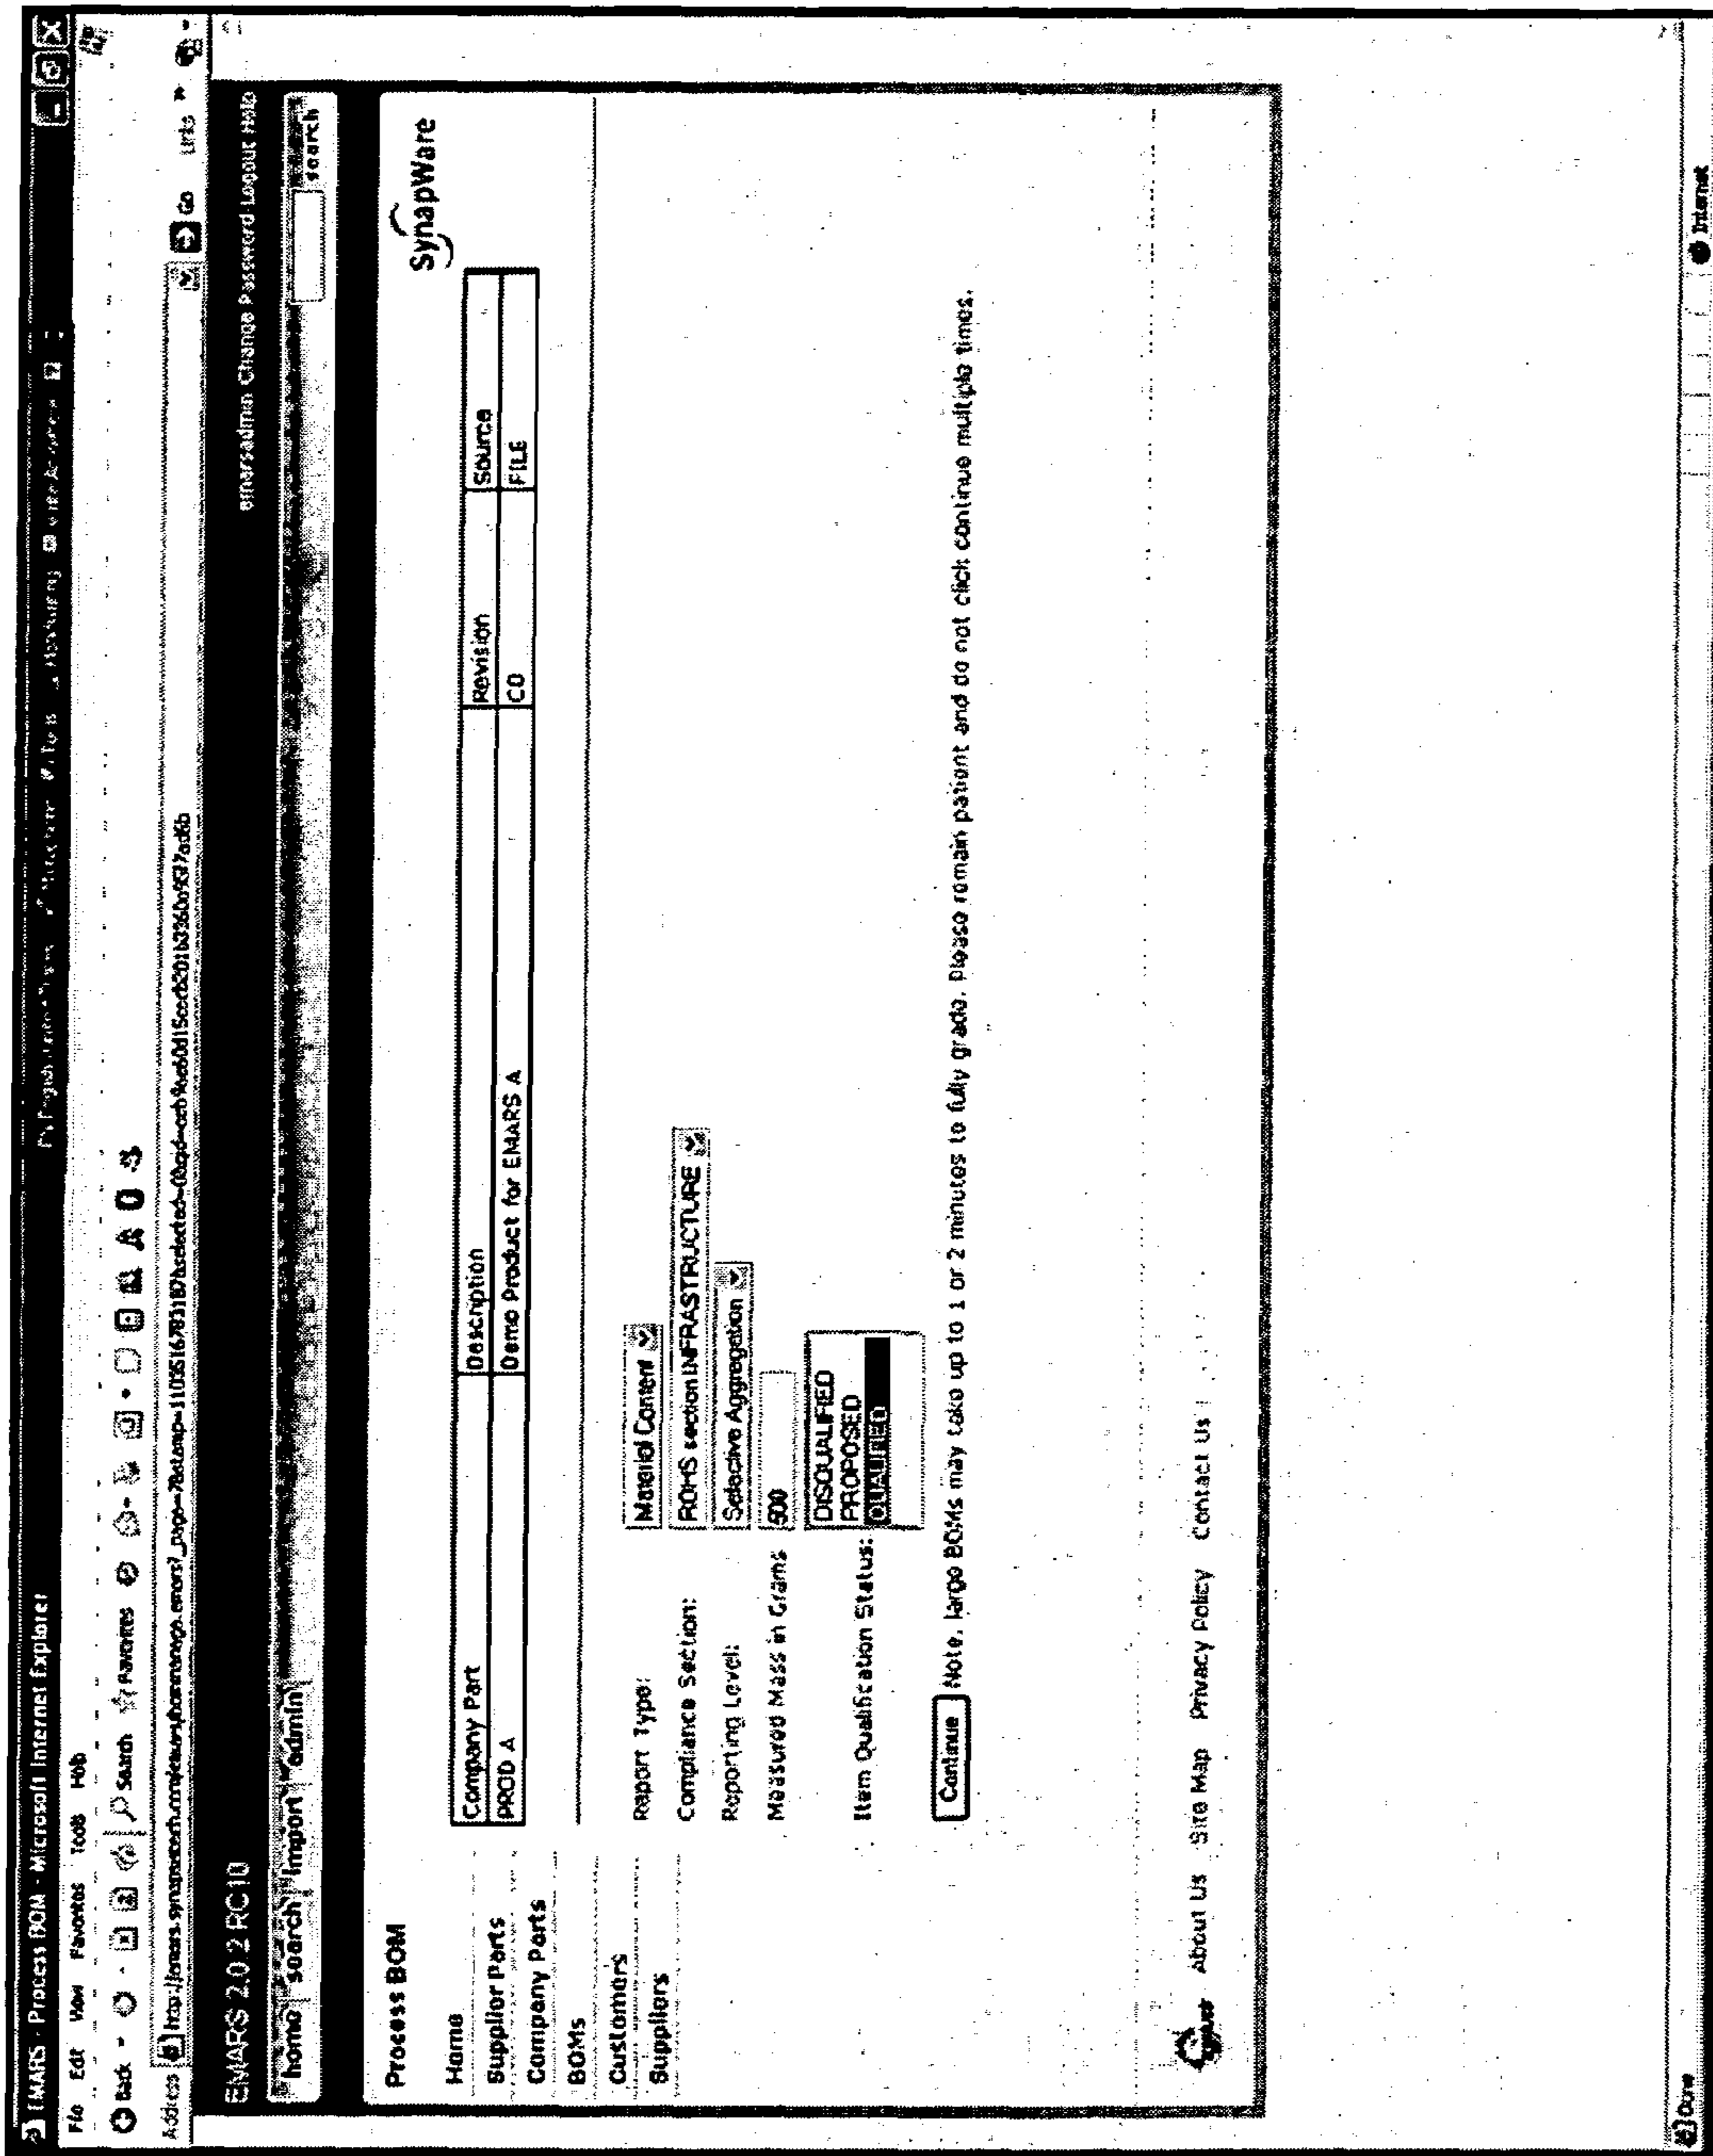 EMARS - Process BOM - Microsoft Internet Explorer
File Edit View Favorites Tools Help
Back Search Favorites
Address Go Links
EMARS 2.0.2 RC10
emarsadmin Change Password Logout Help
home search import admin
search
Process BOM
SynapWare
Home
Supplier Parts
Company Parts
BOMs
Customers
Suppliers
Company Part Description Revision Source
PROD A Demo Product for EMARS A C0 FILE
Report Type: Material Content
Compliance Section: ROHS section INFRASTRUCTURE
Reporting Level: Selective Aggregation
Measured Mass in Grams 500
Item Qualification Status:
DISQUALIFED
PROPOSED
QUALIFIED
Continue Note, large BOMs may take up to 1 or 2 minutes to fully grade. Please remain patient and do not click continue multiple times.
About Us Site Map Privacy Policy Contact Us
Done Internet